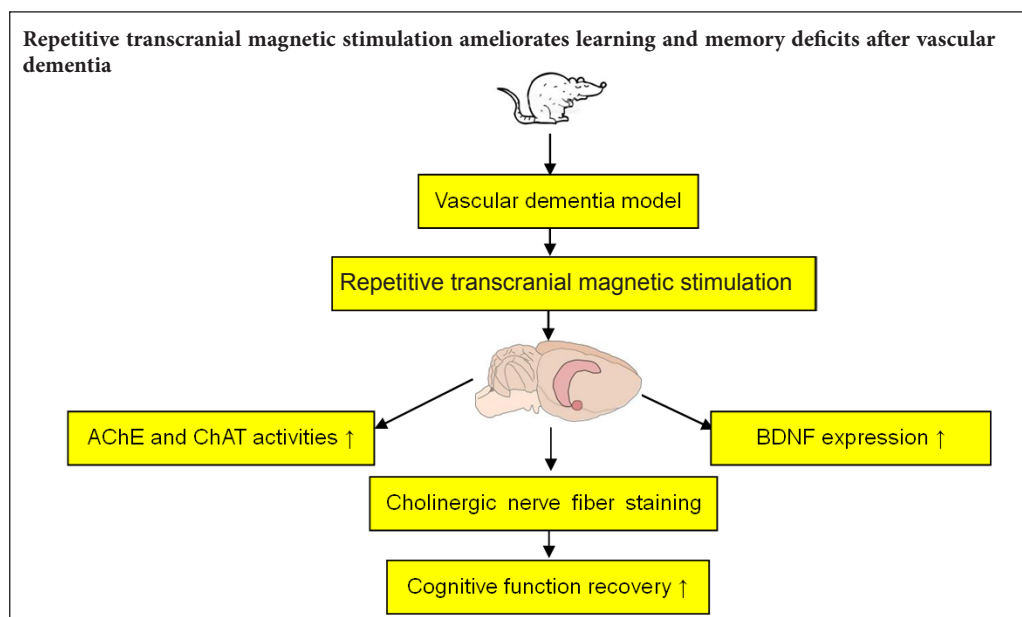 Repetitive transcranial magnetic stimulation ameliorates learning and memory deficits after vascular
dementia
Vascular dementia model
Repetitive transcranial magnetic stimulation
AChE and ChAT activities ↑
BDNF expression ↑
Cholinergic nerve fiber staining
Cognitive function recovery ↑